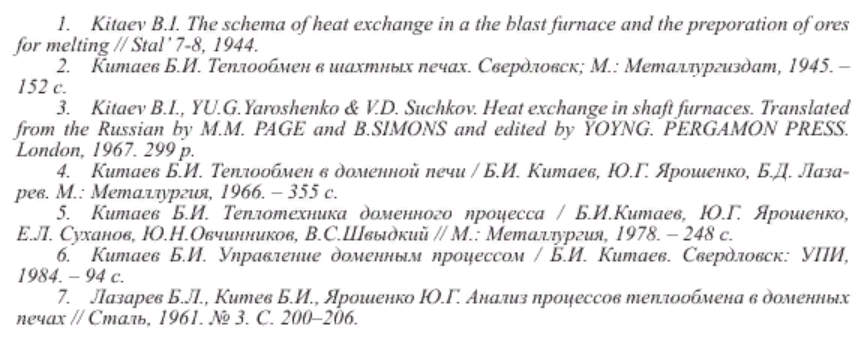 1. Kitaev B.I. The schema of heat exchange in a the blast furnace and the preporation of ores
for melting // Stal' 7-8, 1944.
2. Китаев Б.И. Теплообмен в шахтных печах. Свердловск; М.: Металлургиздат, 1945. –
152 с.
3. Kitaev B.I., YU.G.Yaroshenko & V.D. Suchkov. Heat exchange in shaft furnaces. Translated
from the Russian by M.M. PAGE and B.SIMONS and edited by YOYNG. PERGAMON PRESS.
London, 1967. 299 p.
4. Китаев Б.И. Теплообмен в доменной печи / Б.И. Китаев, Ю.Г. Ярошенко, Б.Д. Лаза-
рев. М.: Металлургия, 1966. – 355 с.
5. Китаев Б.И. Теплотехника доменного процесса / Б.И.Китаев, Ю.Г. Ярошенко,
Е.Л. Суханов, Ю.Н.Овчинников, В.С.Швыдкий // М.: Металлургия, 1978. – 248 с.
6. Китаев Б.И. Управление доменным процессом / Б.И. Китаев. Свердловск: УПИ,
1984. – 94 с.
7. Лазарев Б.Л., Китев Б.И., Ярошенко Ю.Г. Анализ процессов теплообмена в доменных
печах // Сталь, 1961. № 3. С. 200–206.